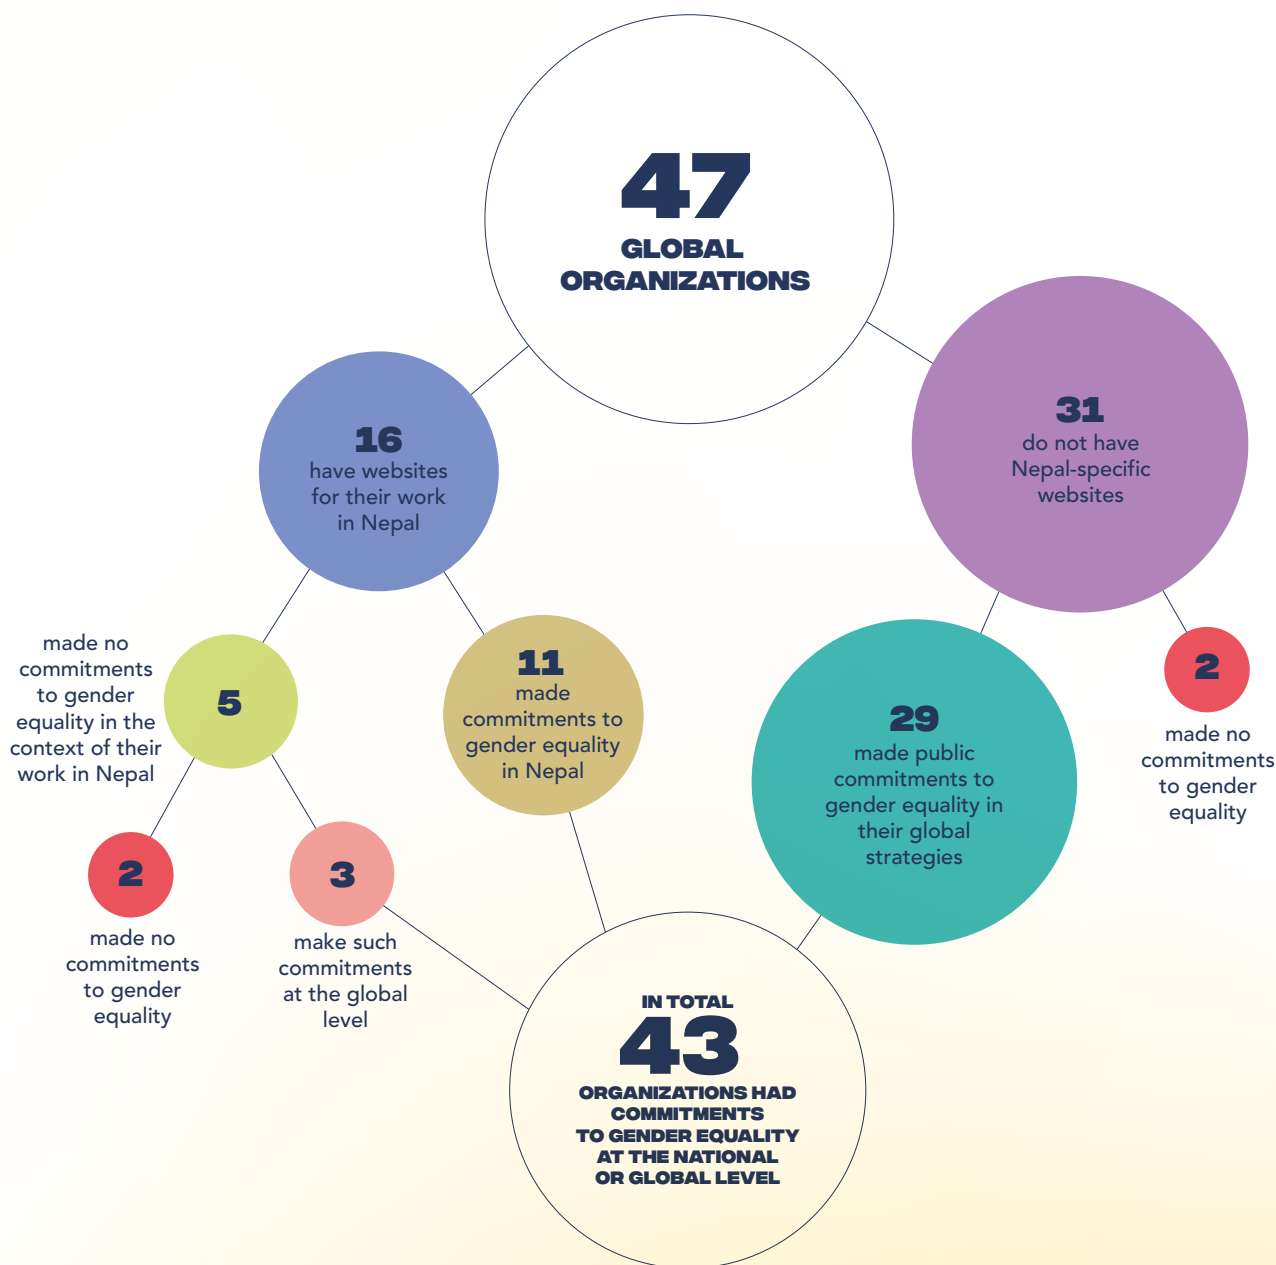 47
GLOBAL
ORGANIZATIONS
16
have websites
for their work
in Nepal
31
do not have
Nepal-specific
websites
made no
commitments
to gender
equality in the
context of their
work in Nepal
5
11
made
commitments to
gender equality
in Nepal
29
made public
commitments to
gender equality in
their global
strategies
2
made no
commitments
to gender
equality
2
made no
commitments
to gender
equality
3
make such
commitments
at the global
level
IN TOTAL
43
ORGANIZATIONS HAD
COMMITMENTS
TO GENDER EQUALITY
AT THE NATIONAL
OR GLOBAL LEVEL